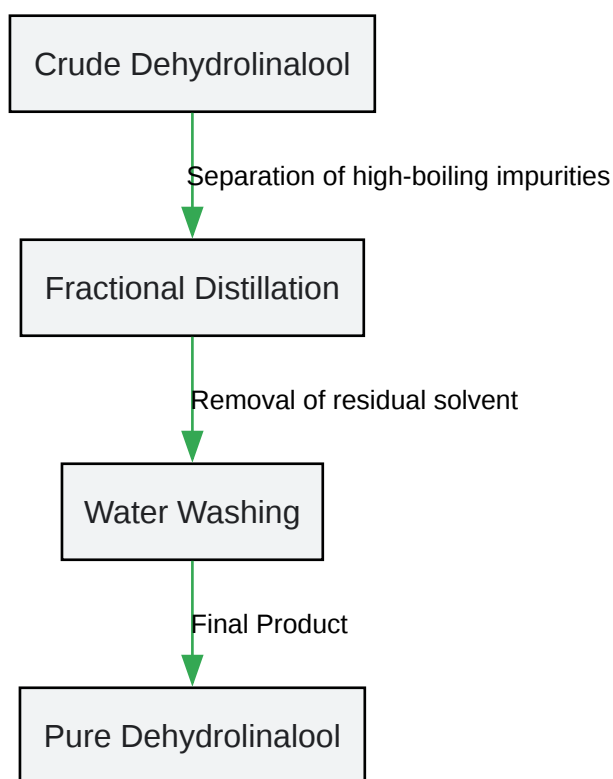 Crude Dehydrolinalool
Separation of high-boiling impurities
Fractional Distillation
Removal of residual solvent
Water Washing
Final Product
Pure Dehydrolinalool